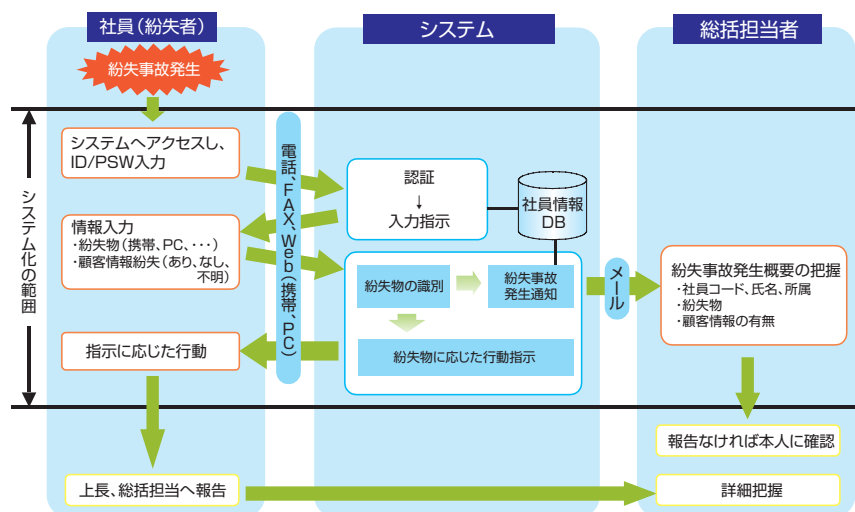 社員（紛失者）
システム
総括担当者
紛失事故発生
システム化の範囲
システムへアクセスし、
ID/PSW入力
電話、FAX、Web（携帯、PC）
認証
↓
入力指示
社員情報
DB
情報入力
・紛失物（携帯、PC、・・・）
・顧客情報紛失（あり、なし、
不明）
紛失物の識別
紛失事故
発生通知
メール
紛失事故発生概要の把握
・社員コード、氏名、所属
・紛失物
・顧客情報の有無
指示に応じた行動
紛失物に応じた行動指示
報告なければ本人に確認
上長、総括担当へ報告
詳細把握